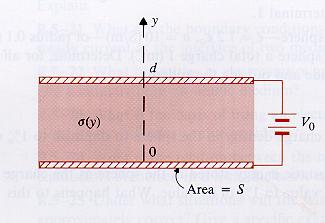 y
d
σ(y)
V₀
0
Area = S